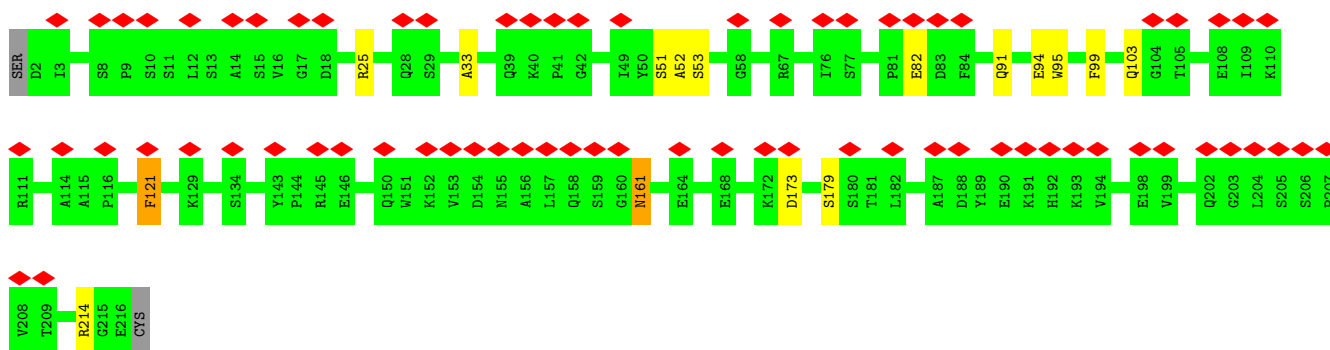 SER D2 I3 S8 P9 S10 S11 L12 S13 A14 S15 V16 G17 D18 R25 Q28 S29 A33 Q39 K40 P41 G42 I49 Y50 S51 A52 S53 G58 R67 I76 S77 P81 E82 D83 F84 Q91 E94 W95 F99 Q103 G104 T105 E108 I109 K110
R111 A114 A115 P116 F121 K129 S134 Y143 P144 R145 E146 Q150 W151 K152 V153 D154 N155 A156 L157 Q158 S159 G160 N161 E164 E168 K172 D173 S179 S180 T181 L182 A187 D188 Y189 E190 K191 H192 K193 V194 E198 V199 Q202 G203 L204 S205 S206 P207
V208 T209 R214 G215 E216 CYS